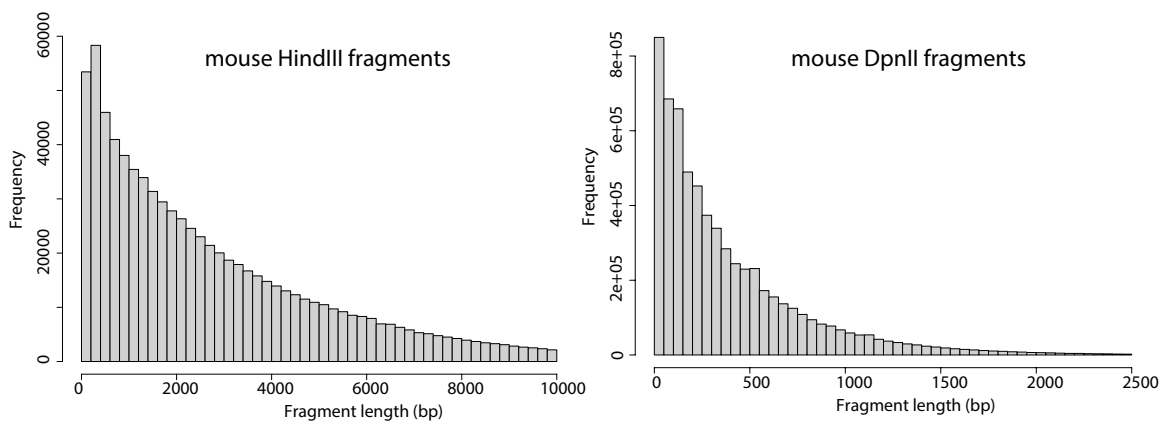 mouse HindIII fragments
Frequency
60000
40000
20000
0
0 2000 4000 6000 8000 10000
Fragment length (bp)
mouse DpnII fragments
Frequency
8e+05
6e+05
4e+05
2e+05
0
0 500 1000 1500 2000 2500
Fragment length (bp)